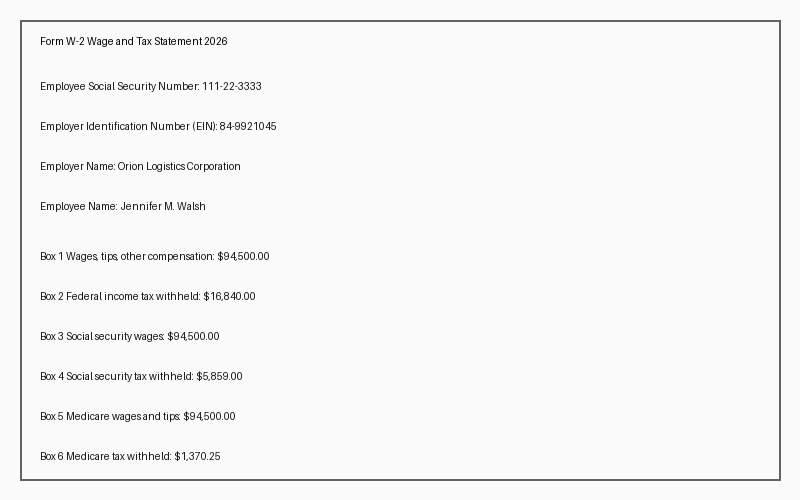 Form W-2 Wage and Tax Statement 2026
Employee Social Security Number: 111-22-3333
Employer Identification Number (EIN): 84-9921045
Employer Name: Orion Logistics Corporation
Employee Name: Jennifer M. Walsh
Box 1 Wages, tips, other compensation: $94,500.00
Box 2 Federal income tax withheld: $16,840.00
Box 3 Social security wages: $94,500.00
Box 4 Social security tax withheld: $5,859.00
Box 5 Medicare wages and tips: $94,500.00
Box 6 Medicare tax withheld: $1,370.25